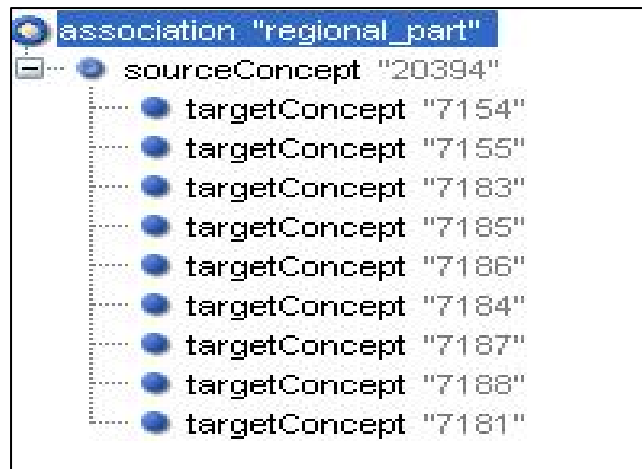 association "regional_part"
sourceConcept "20394"
targetConcept "7154"
targetConcept "7155"
targetConcept "7183"
targetConcept "7185"
targetConcept "7186"
targetConcept "7184"
targetConcept "7187"
targetConcept "7188"
targetConcept "7181"